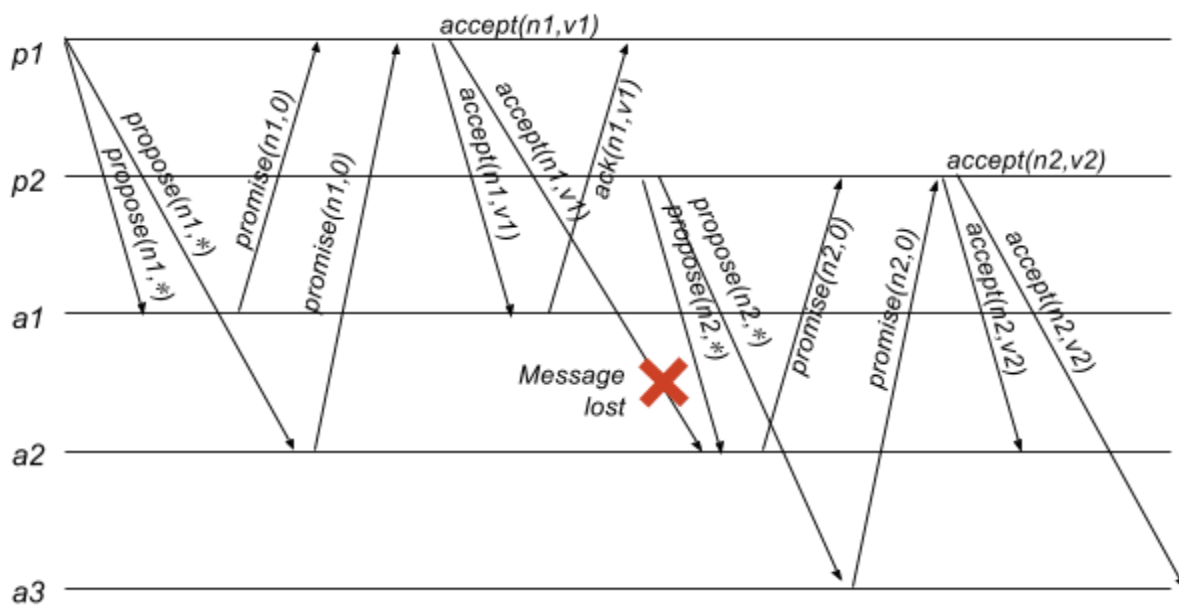 accept(n1,v1)
p1
propose(n1,*)
propose(n1,*)
promise(n1,0)
promise(n1,0)
accept(n1,v1)
accept(n1,v1)
ack(n1,v1)
p2
accept(n2,v2)
propose(n2,*)
propose(n2,*)
promise(n2,0)
promise(n2,0)
accept(n2,v2)
accept(n2,v2)
a1
Message
lost
a2
a3